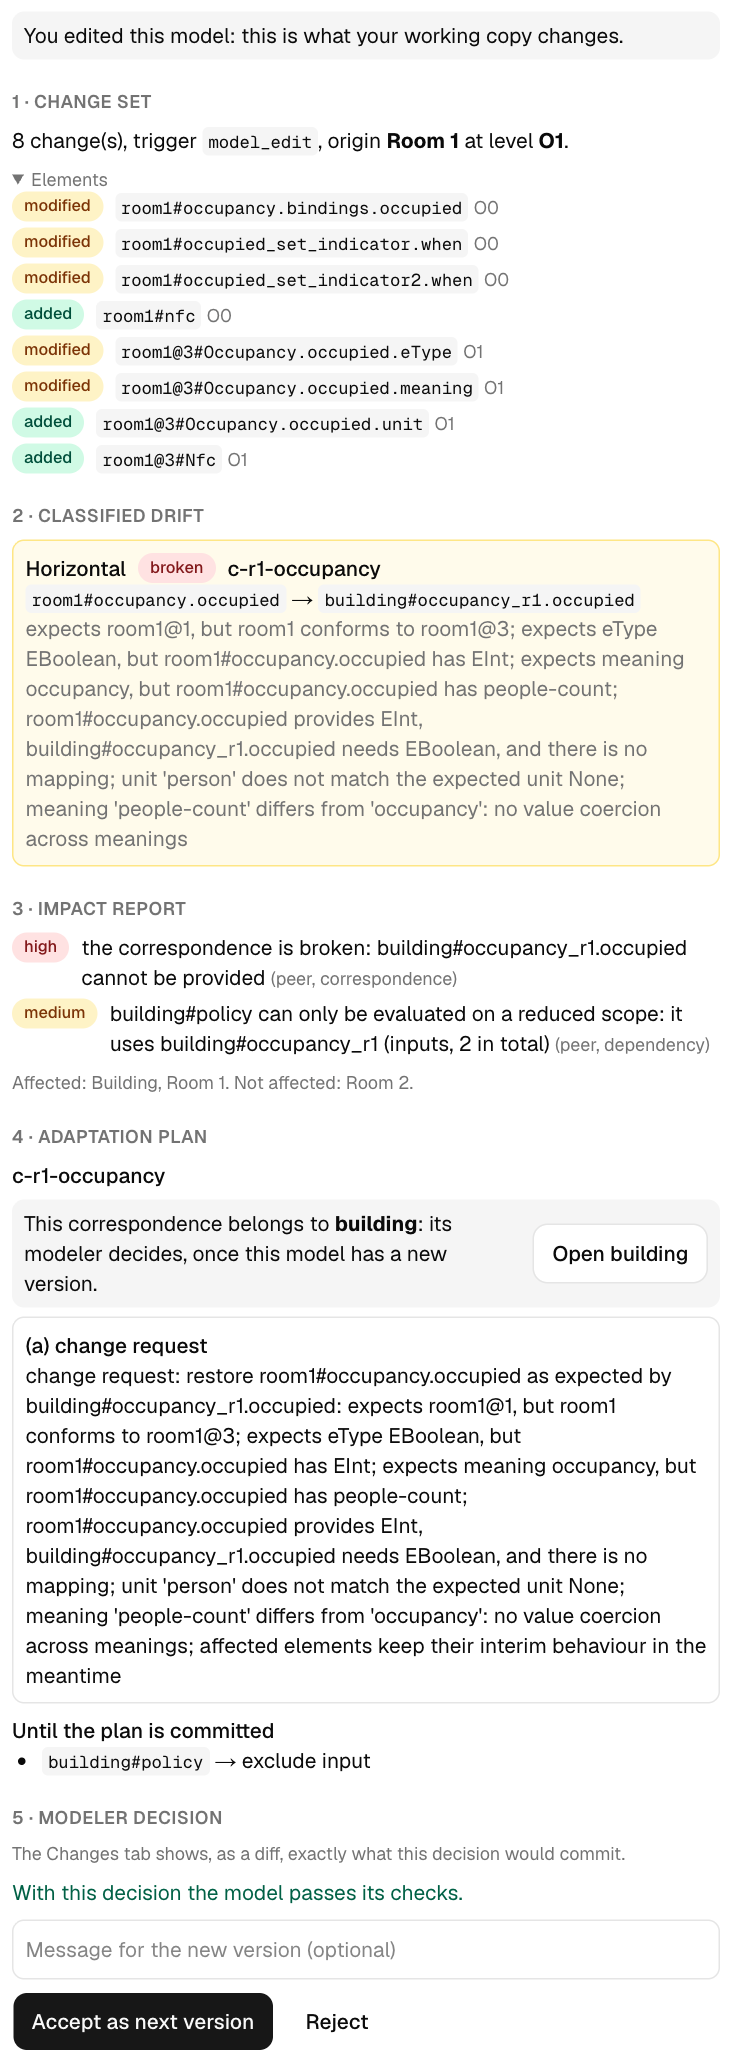 You edited this model: this is what your working copy changes.
1 · CHANGE SET
8 change(s), trigger model_edit, origin Room 1 at level O1.
▼ Elements
modified room1#occupancy.bindings.occupied O0
modified room1#occupied_set_indicator.when O0
modified room1#occupied_set_indicator2.when O0
added room1#nfc O0
modified room1@3#Occupancy.occupied.eType O1
modified room1@3#Occupancy.occupied.meaning O1
added room1@3#Occupancy.occupied.unit O1
added room1@3#Nfc O1
2 · CLASSIFIED DRIFT
Horizontal broken c-r1-occupancy
room1#occupancy.occupied → building#occupancy_r1.occupied
expects room1@1, but room1 conforms to room1@3; expects eType
EBoolean, but room1#occupancy.occupied has EInt; expects meaning
occupancy, but room1#occupancy.occupied has people-count;
room1#occupancy.occupied provides EInt,
building#occupancy_r1.occupied needs EBoolean, and there is no
mapping; unit 'person' does not match the expected unit None;
meaning 'people-count' differs from 'occupancy': no value coercion
across meanings
3 · IMPACT REPORT
high the correspondence is broken: building#occupancy_r1.occupied
cannot be provided (peer, correspondence)
medium building#policy can only be evaluated on a reduced scope: it
uses building#occupancy_r1 (inputs, 2 in total) (peer, dependency)
Affected: Building, Room 1. Not affected: Room 2.
4 · ADAPTATION PLAN
c-r1-occupancy
This correspondence belongs to building: its
modeler decides, once this model has a new
version.
Open building
(a) change request
change request: restore room1#occupancy.occupied as expected by
building#occupancy_r1.occupied: expects room1@1, but room1
conforms to room1@3; expects eType EBoolean, but
room1#occupancy.occupied has EInt; expects meaning occupancy, but
room1#occupancy.occupied has people-count;
room1#occupancy.occupied provides EInt,
building#occupancy_r1.occupied needs EBoolean, and there is no
mapping; unit 'person' does not match the expected unit None;
meaning 'people-count' differs from 'occupancy': no value coercion
across meanings; affected elements keep their interim behaviour in the
meantime
Until the plan is committed
• building#policy → exclude input
5 · MODELER DECISION
The Changes tab shows, as a diff, exactly what this decision would commit.
With this decision the model passes its checks.
Message for the new version (optional)
Accept as next version Reject